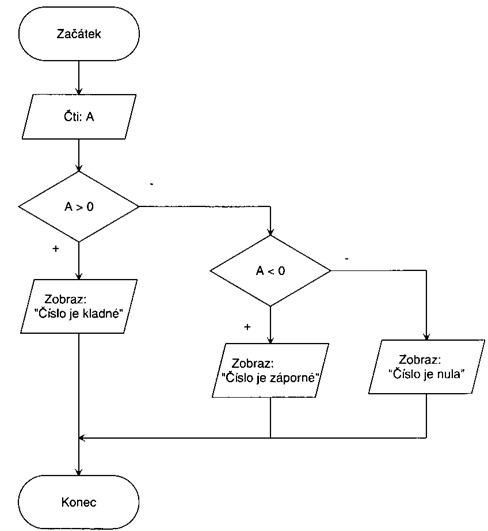 Začátek
Čti: A
A > 0
-
+
A < 0
-
+
Zobraz:
"Číslo je kladné"
Zobraz:
"Číslo je záporné"
Zobraz:
"Číslo je nula"
Konec